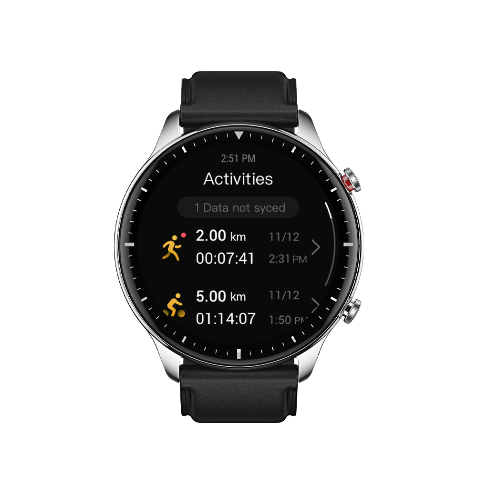 2:51 PM
Activities
1 Data not syced
2.00 km 11/12
00:07:41 2:31 PM
5.00 km 11/12
01:14:07 1:50 PM